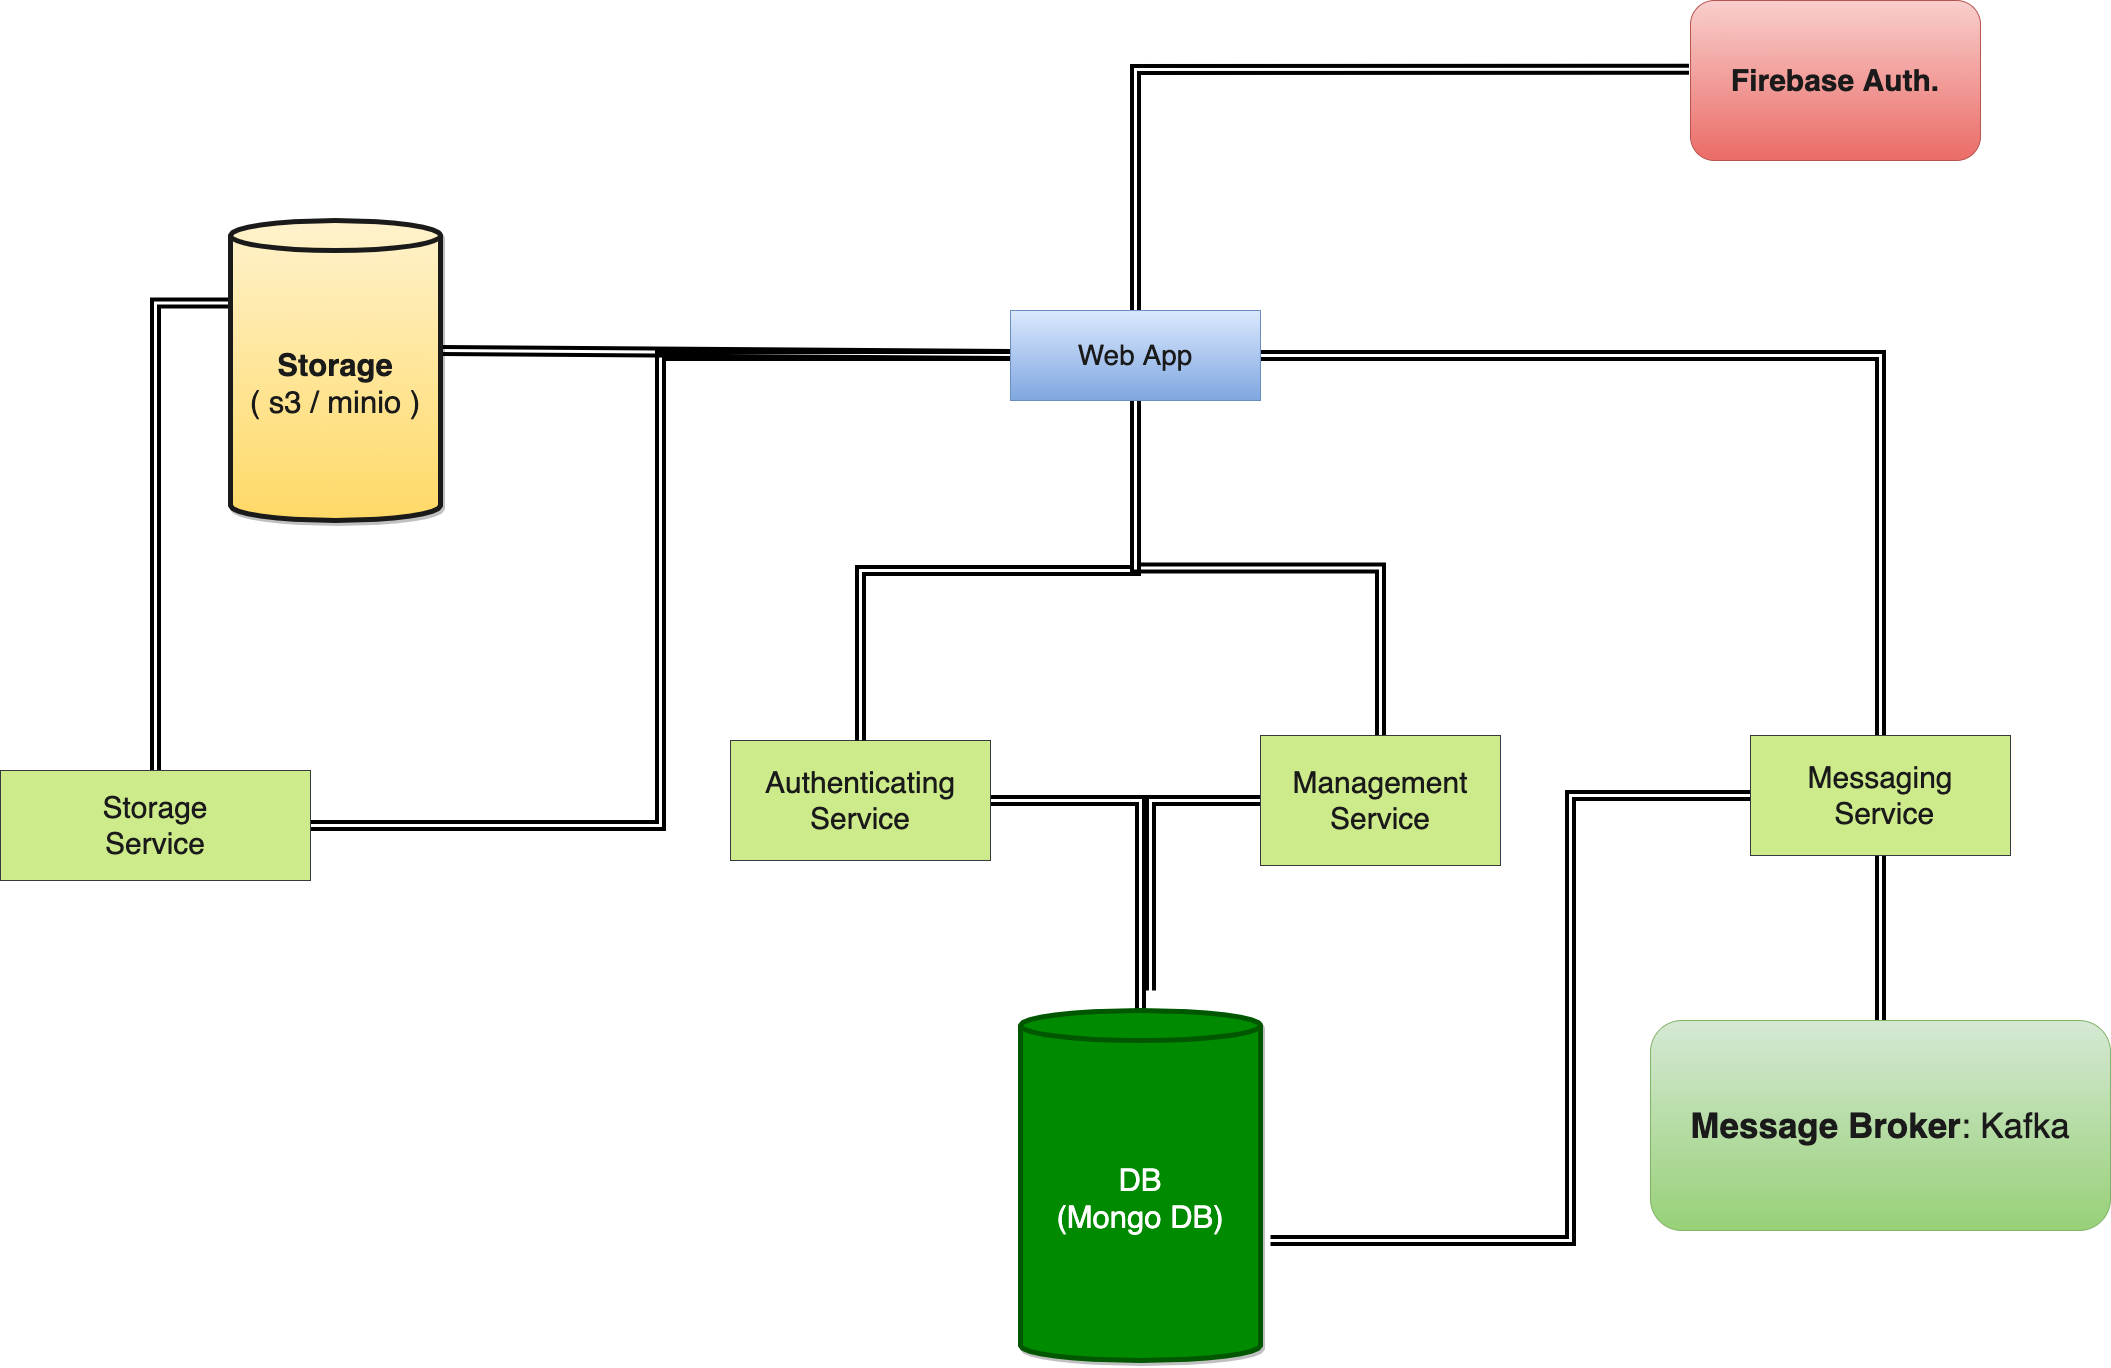 Firebase Auth.
Storage
( s3 / minio )
Web App
Storage
Service
Authenticating
Service
Management
Service
Messaging
Service
Message Broker: Kafka
DB
(Mongo DB)